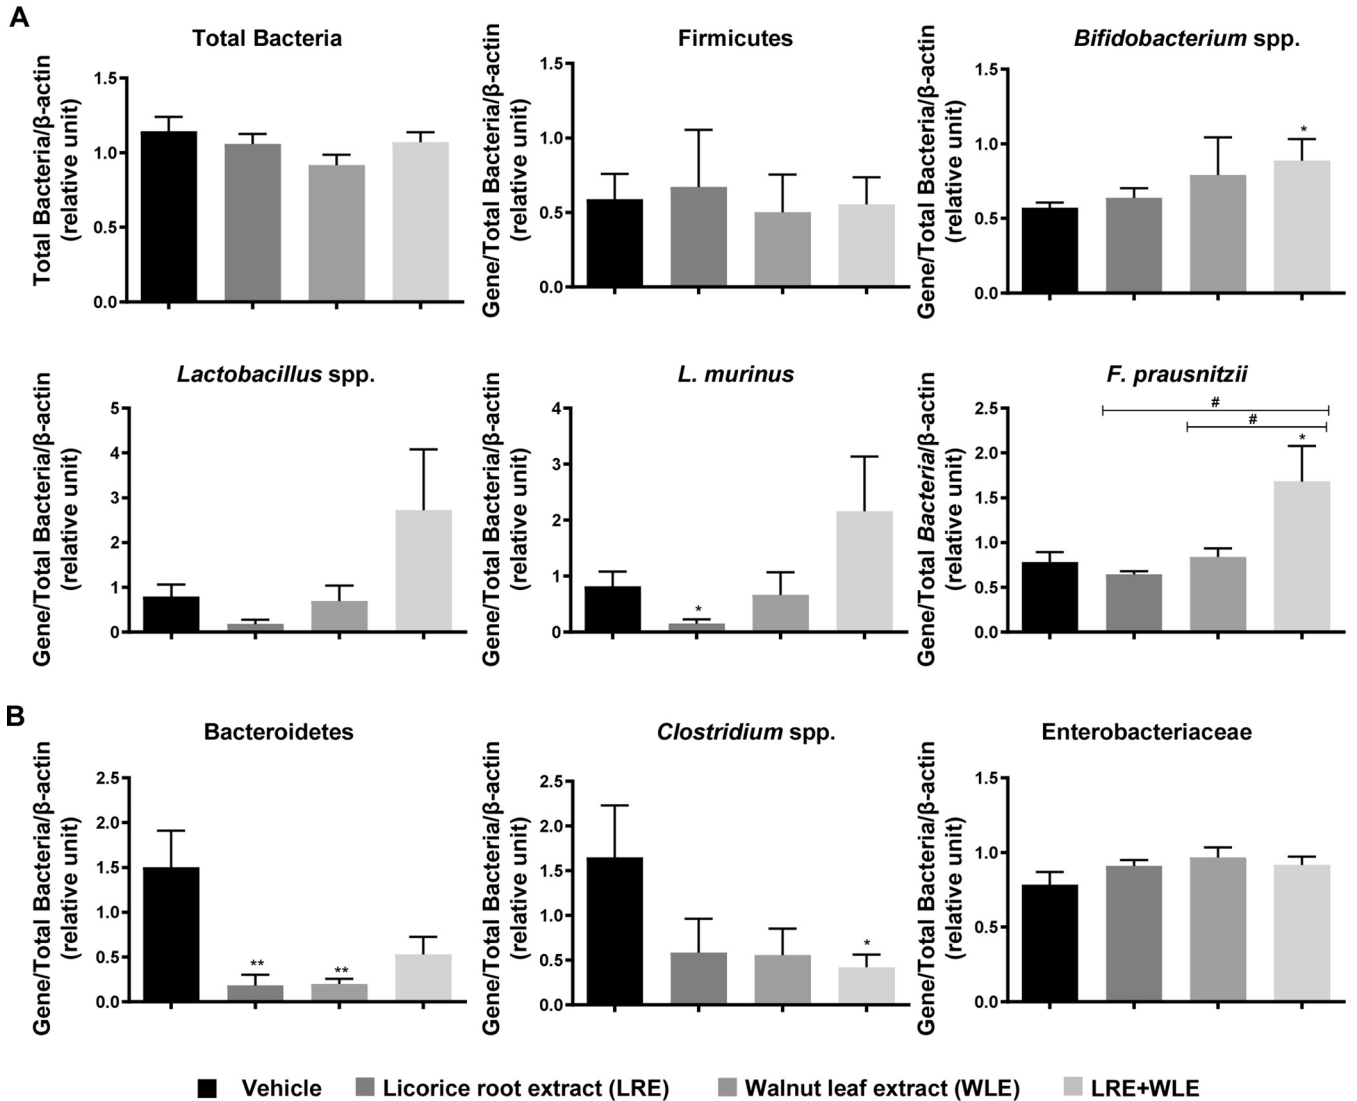 A
Total Bacteria
Total Bacteria/β-actin
(relative unit)
1.5
1.0
0.5
0.0
Firmicutes
Gene/Total Bacteria/β-actin
(relative unit)
1.5
1.0
0.5
0.0
Bifidobacterium spp.
Gene/Total Bacteria/β-actin
(relative unit)
1.5
1.0
0.5
0.0
*
Lactobacillus spp.
Gene/Total Bacteria/β-actin
(relative unit)
5
4
3
2
1
0
L. murinus
Gene/Total Bacteria/β-actin
(relative unit)
4
3
2
1
0
*
F. prausnitzii
Gene/Total Bacteria/β-actin
(relative unit)
2.5
2.0
1.5
1.0
0.5
0.0
#
#
*
B
Bacteroidetes
Gene/Total Bacteria/β-actin
(relative unit)
2.5
2.0
1.5
1.0
0.5
0.0
**
**
Clostridium spp.
Gene/Total Bacteria/β-actin
(relative unit)
2.5
2.0
1.5
1.0
0.5
0.0
*
Enterobacteriaceae
Gene/Total Bacteria/β-actin
(relative unit)
1.5
1.0
0.5
0.0
Vehicle
Licorice root extract (LRE)
Walnut leaf extract (WLE)
LRE+WLE